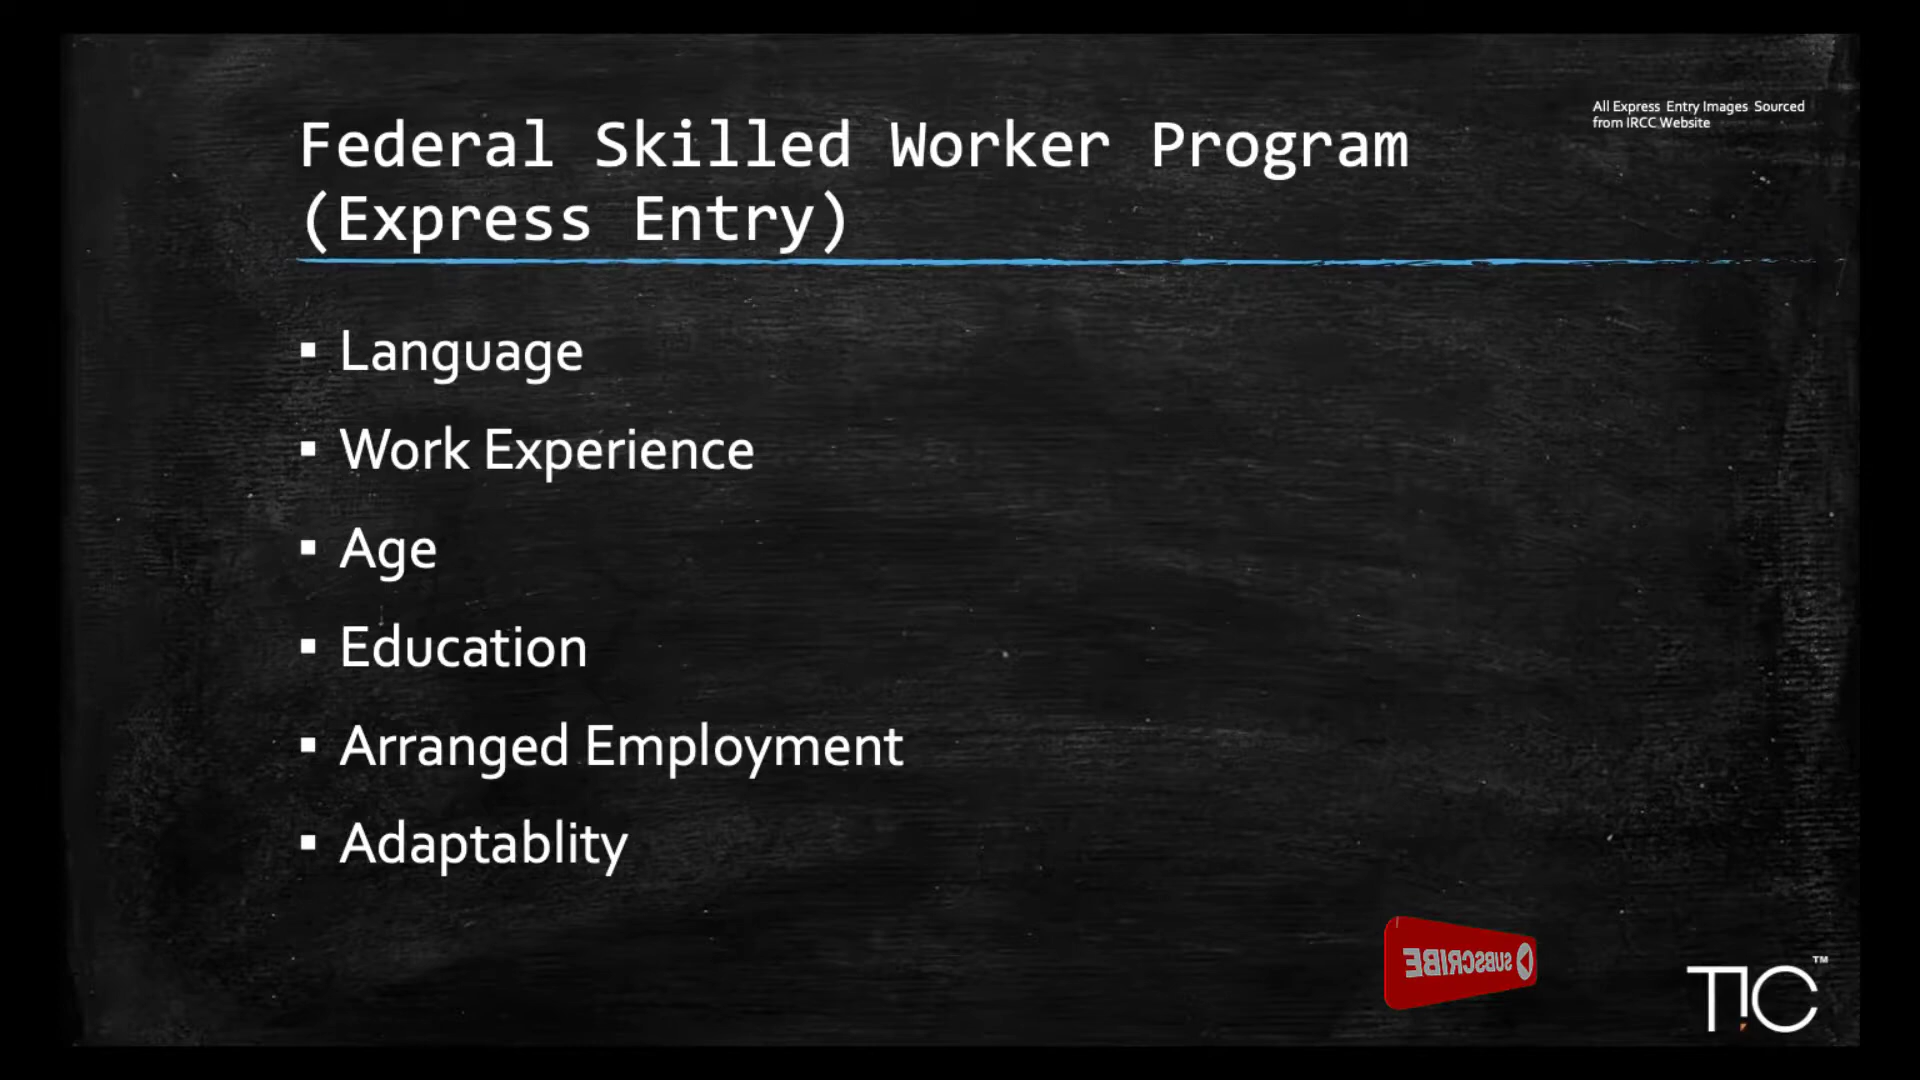 Federal Skilled Worker Program
(Express Entry)
All Express Entry Images Sourced
from IRCC Website
▪ Language
▪ Work Experience
▪ Age
▪ Education
▪ Arranged Employment
▪ Adaptablity
SUBSCRIBE
TIC™